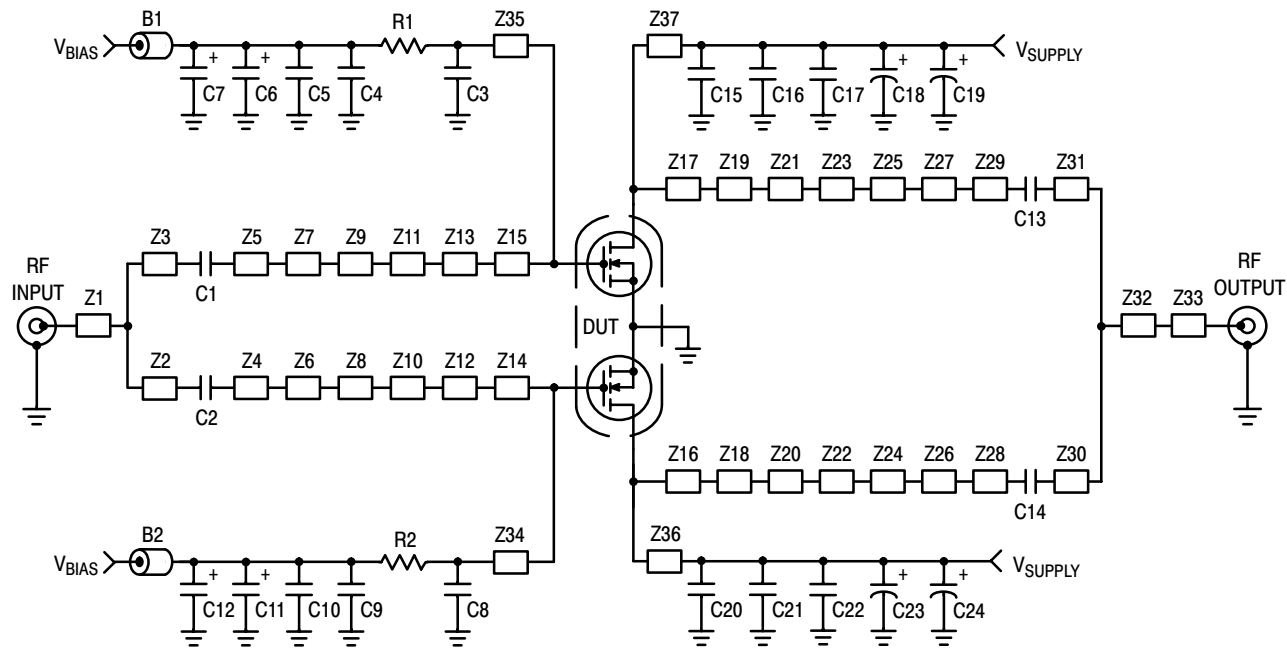 B1
R1
Z35
Z37
VBIAS
VSUPPLY
+ +
+ +
C7 C6 C5 C4 C3
C15 C16 C17 C18 C19
Z17 Z19 Z21 Z23 Z25 Z27 Z29 Z31
C13
Z3 Z5 Z7 Z9 Z11 Z13 Z15
C1
RF
INPUT
Z1
RF
OUTPUT
Z32 Z33
DUT
Z2 Z4 Z6 Z8 Z10 Z12 Z14
C2
Z16 Z18 Z20 Z22 Z24 Z26 Z28 Z30
C14
B2
R2
Z34
Z36
VBIAS
VSUPPLY
+ +
+ +
C12 C11 C10 C9 C8
C20 C21 C22 C23 C24